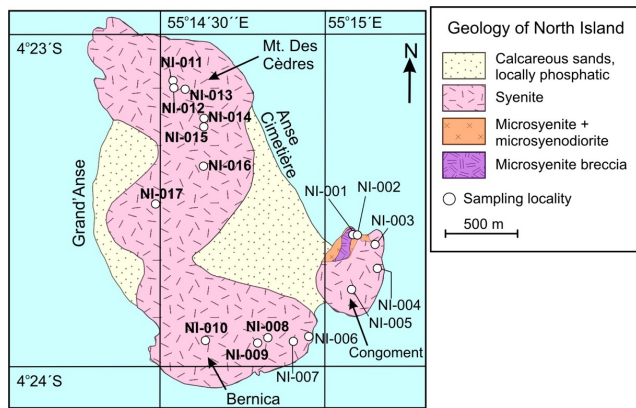 55°14´30´´
55°15´E
4°23´S
Mt. Des
Cèdres
N
NI-011
NI-013
NI-012
NI-014
NI-015
NI-016
NI-017
Anse
Cimetière
Grand'Anse
NI-001
NI-002
NI-003
NI-004
NI-005
NI-010
NI-008
NI-006
NI-009
Congoment
NI-007
4°24´S
Bernica
Geology of North Island
Calcareous sands,
locally phosphatic
Syenite
Microsyenite +
microsyenodiorite
Microsyenite breccia
Sampling locality
500 m